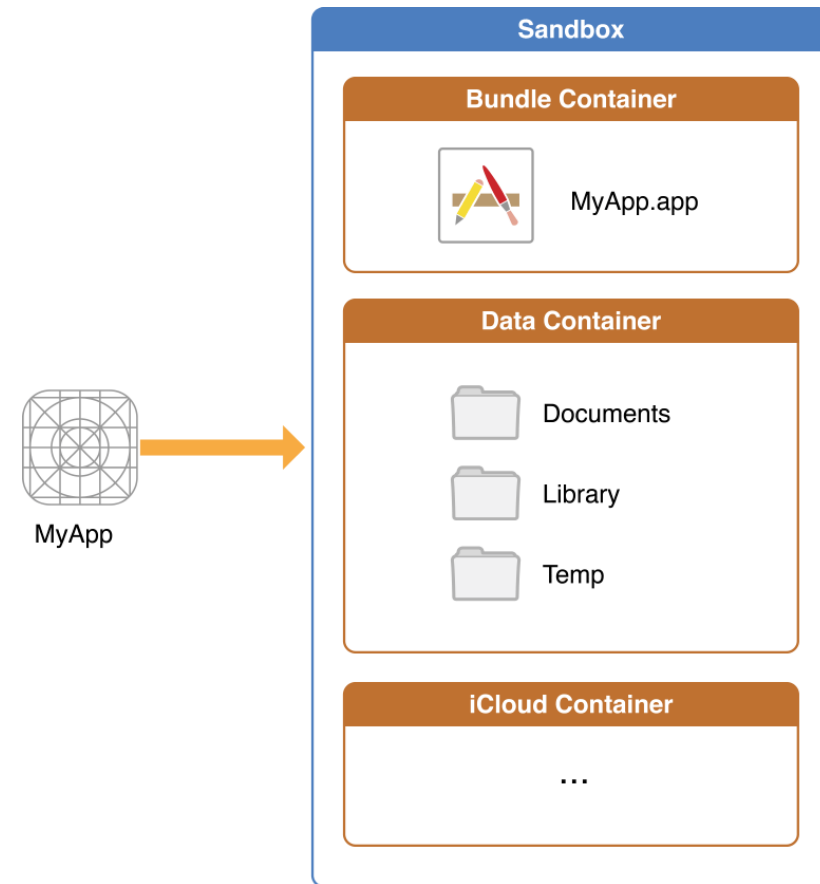 Sandbox
Bundle Container
MyApp.app
Data Container
Documents
Library
Temp
MyApp
iCloud Container
...